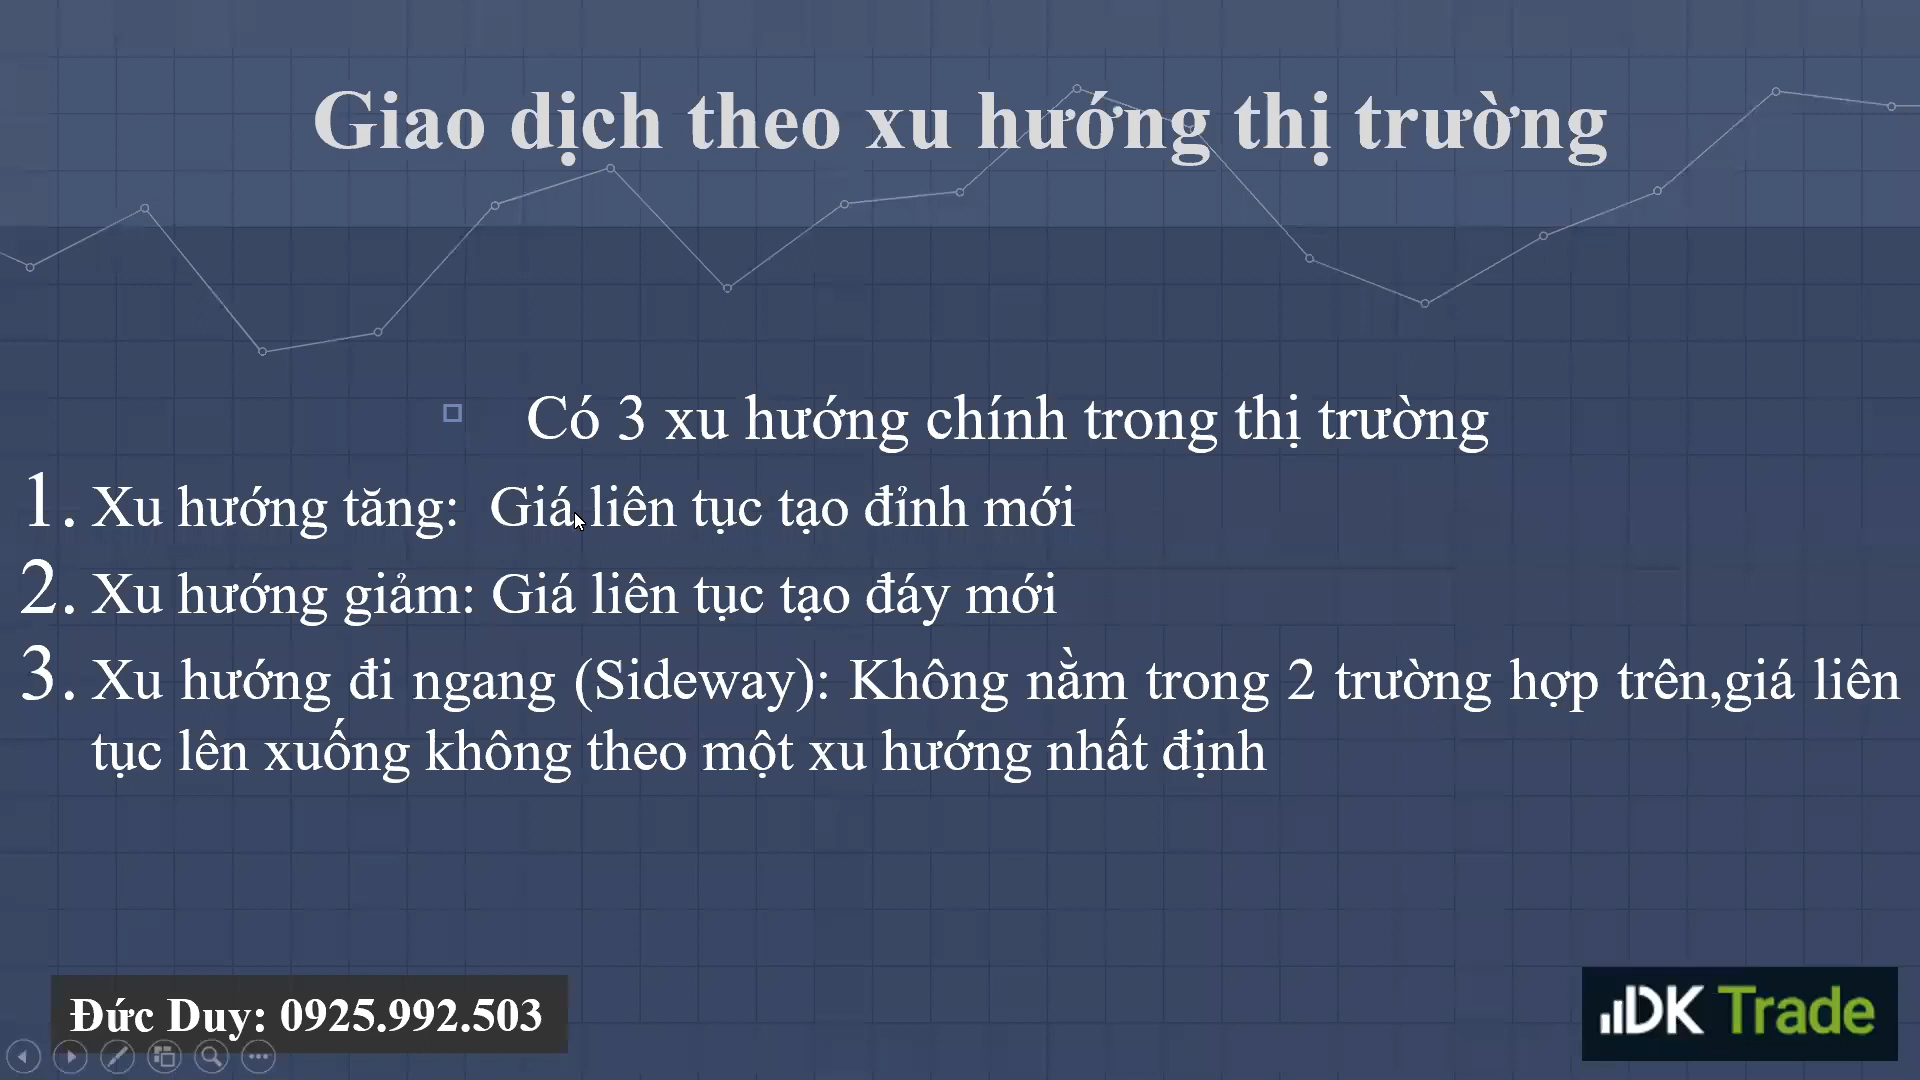 Giao dịch theo xu hướng thị trường
Có 3 xu hướng chính trong thị trường
1. Xu hướng tăng: Giá liên tục tạo đỉnh mới
2. Xu hướng giảm: Giá liên tục tạo đáy mới
3. Xu hướng đi ngang (Sideway): Không nằm trong 2 trường hợp trên,giá liên
tục lên xuống không theo một xu hướng nhất định
Đức Duy: 0925.992.503
DK Trade